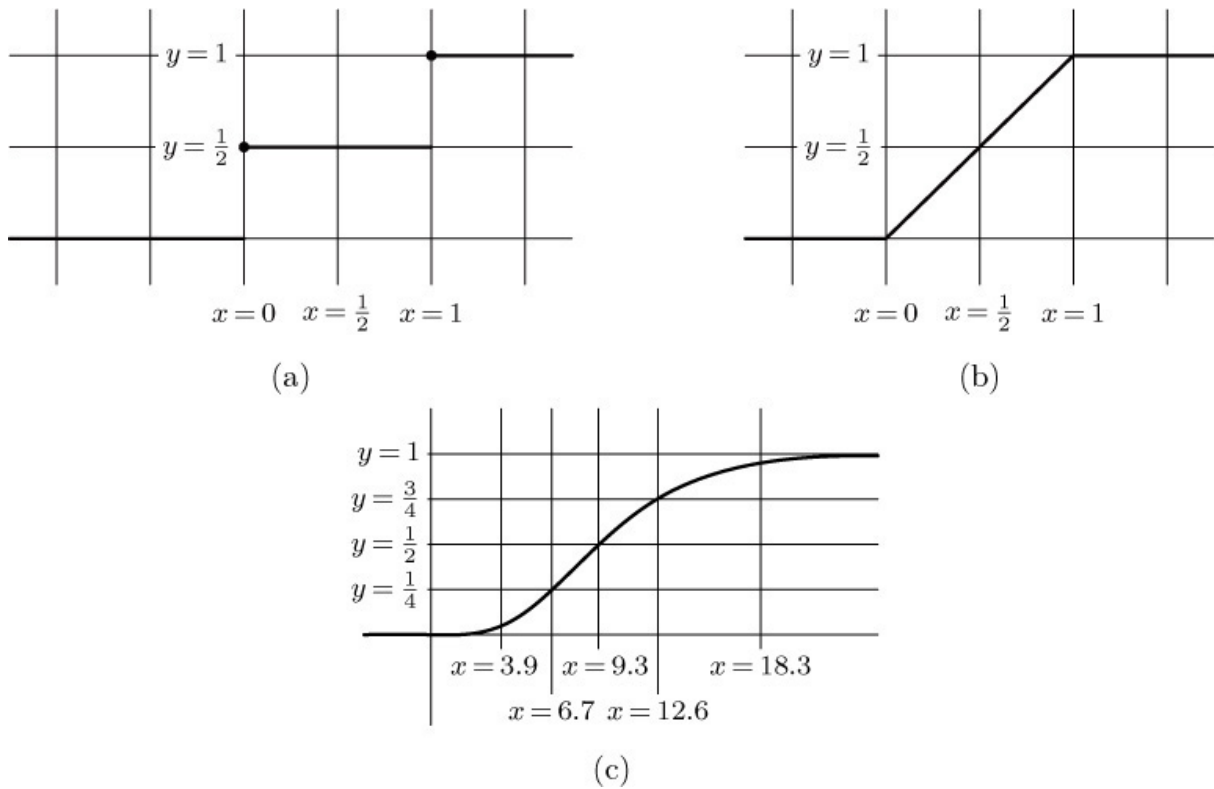 y = 1
y = 1/2
x = 0 x = 1/2 x = 1
(a)
y = 1
y = 1/2
x = 0 x = 1/2 x = 1
(b)
y = 1
y = 3/4
y = 1/2
y = 1/4
x = 3.9 x = 9.3 x = 18.3
x = 6.7 x = 12.6
(c)